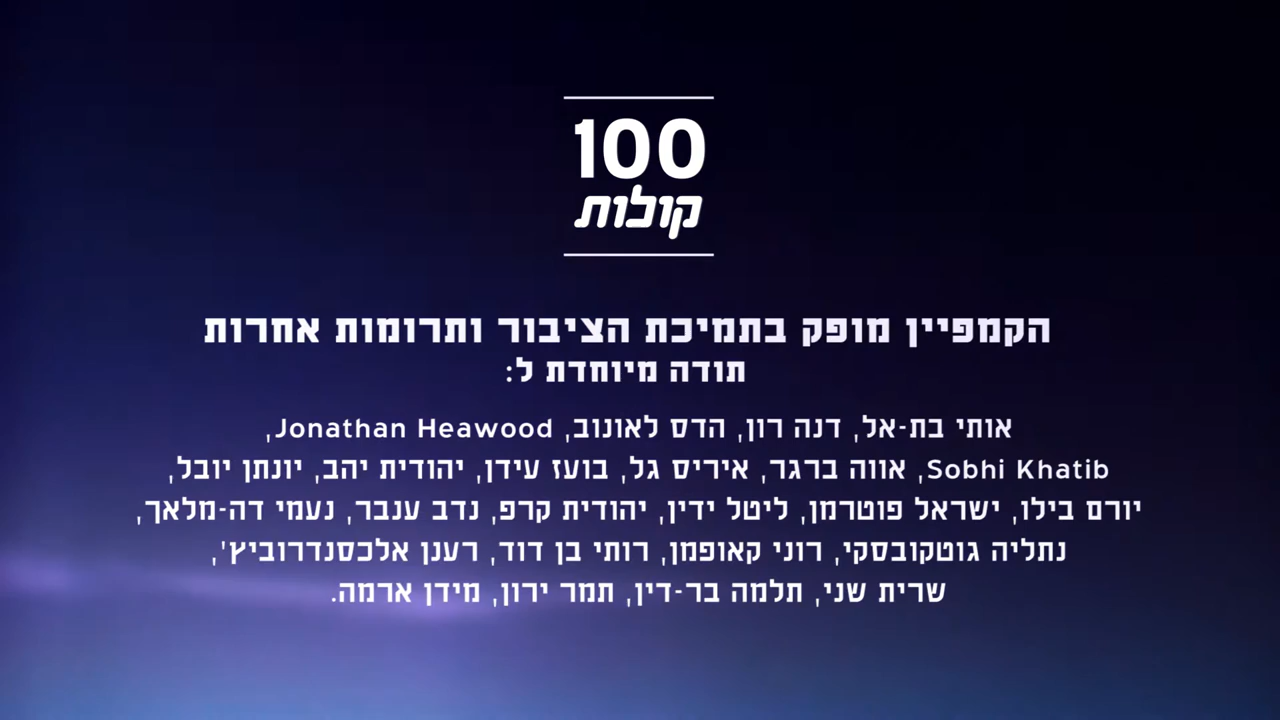 100
קולות
הקמפיין מופק בתמיכת הציבור ותרומות אחרות
תודה מיוחדת ל:
אותי בת-אל, דנה רון, הדס לאונוב, Jonathan Heawood,
Sobhi Khatib, אווה ברגר, איריס גל, בועז עידן, יהודית יהב, יונתן יובל,
יורם בילו, ישראל פוטרמן, ליטל ידין, יהודית קרפ, נדב ענבר, נעמי דה-מלאך,
נתליה גוטקובסקי, רוני קאופמן, רותי בן דוד, רענן אלכסנדרוביץ',
שרית שני, תלמה בר-דין, תמר ירון, מידן ארמה.